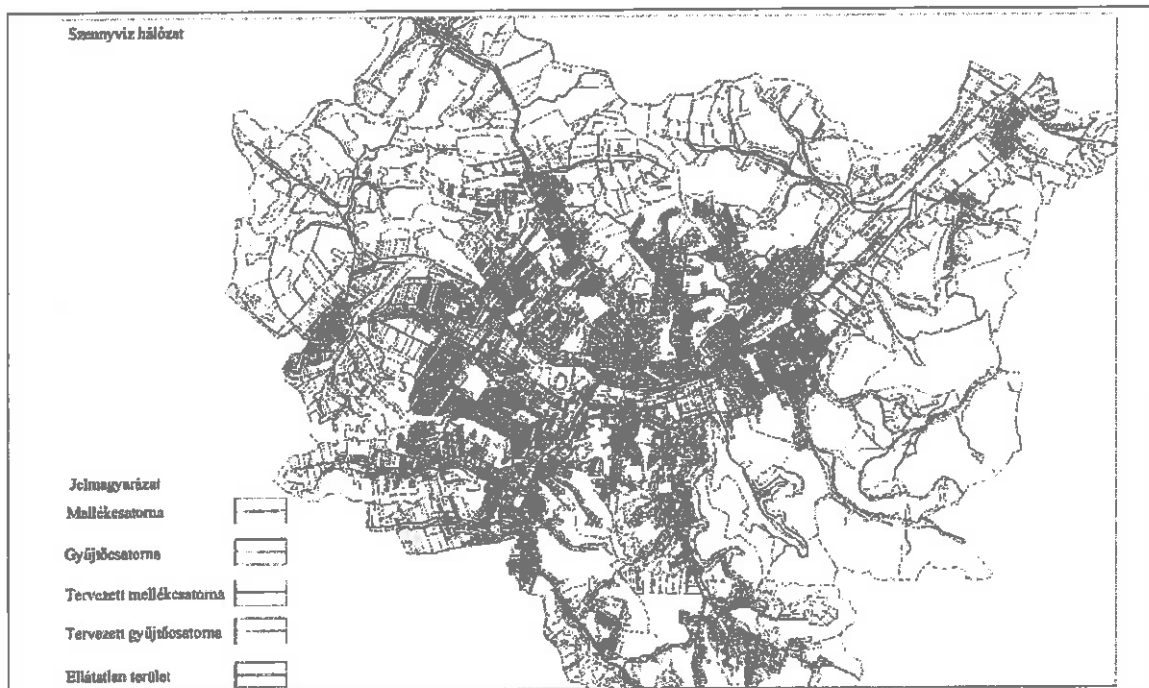 Szennyvíz hálózat
Jelmagyarázat
Mellékcsatorna
Gyűjtőcsatorna
Tervezett mellékcsatorna
Tervezett gyűjtőcsatorna
Ellátatlan terület